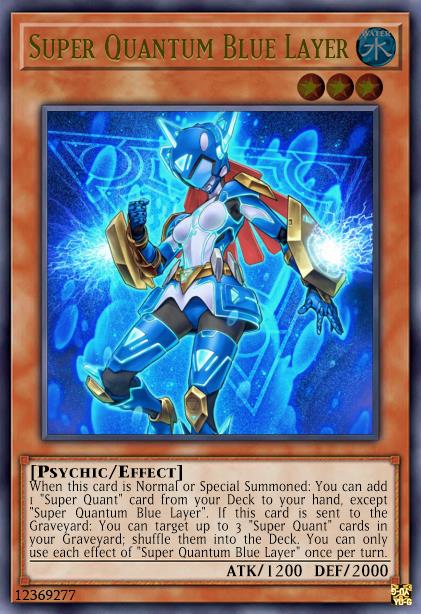 SUPER QUANTUM BLUE LAYER
WATER
水
[PSYCHIC/EFFECT]
When this card is Normal or Special Summoned: You can add
1 "Super Quant" card from your Deck to your hand, except
"Super Quantum Blue Layer". If this card is sent to the
Graveyard: You can target up to 3 "Super Quant" cards in
your Graveyard; shuffle them into the Deck. You can only
use each effect of "Super Quantum Blue Layer" once per turn.
ATK/1200 DEF/2000
12369277